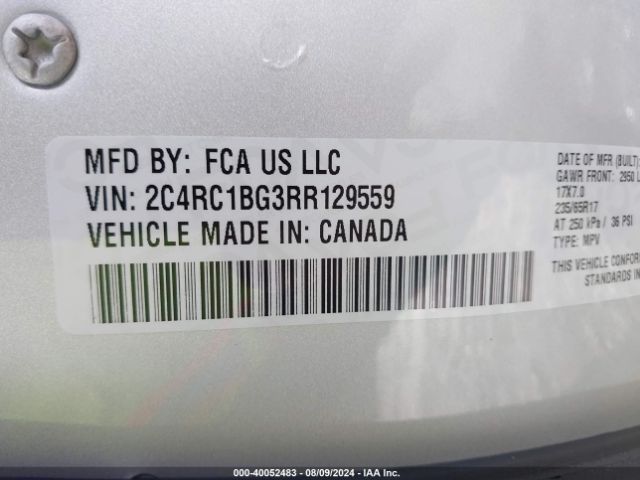 MFD BY: FCA US LLC
VIN: 2C4RC1BG3RR129559
VEHICLE MADE IN: CANADA
DATE OF MFR (BUILT):
GAWR FRONT: 2950 L
17X7.0
235/65R17
AT 250 kPa / 36 PSI
TYPE: MPV
THIS VEHICLE CONFOR
STANDARDS IN
000-40052483 - 08/09/2024 - IAA Corp.